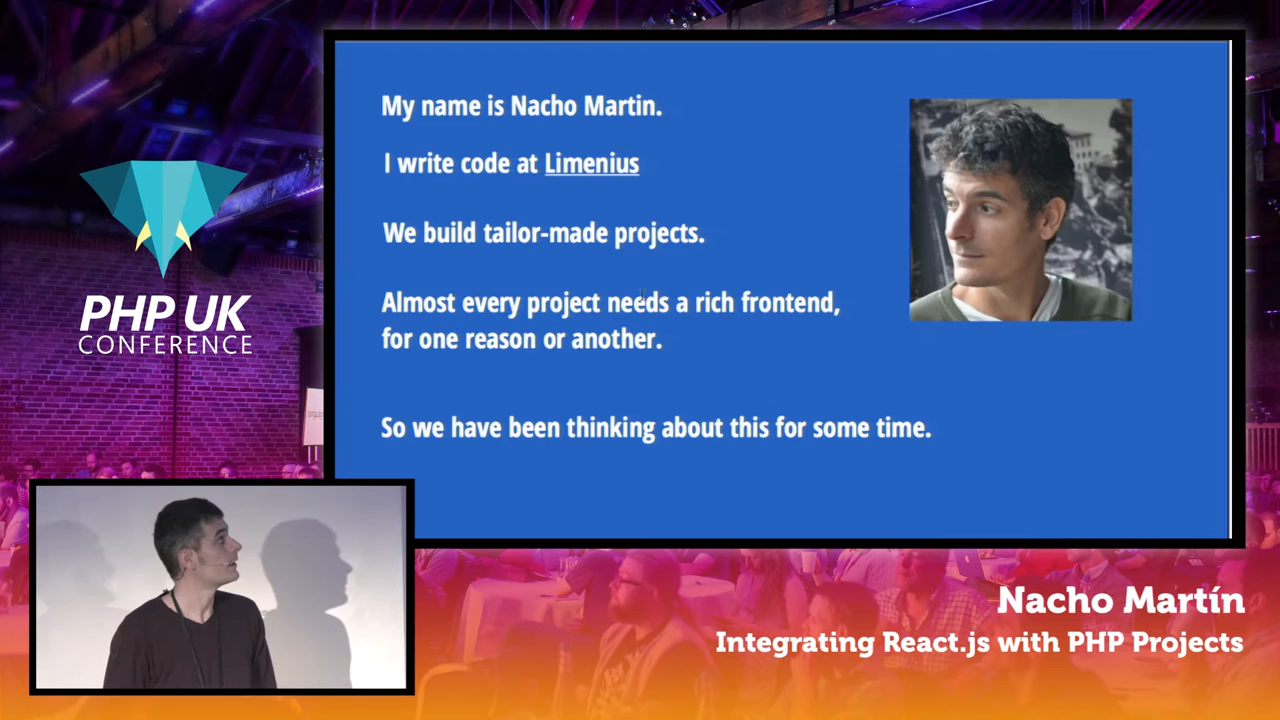 My name is Nacho Martin.
I write code at Limenius
We build tailor-made projects.
Almost every project needs a rich frontend,
for one reason or another.
So we have been thinking about this for some time.
PHP UK
CONFERENCE
Nacho Martín
Integrating React.js with PHP Projects